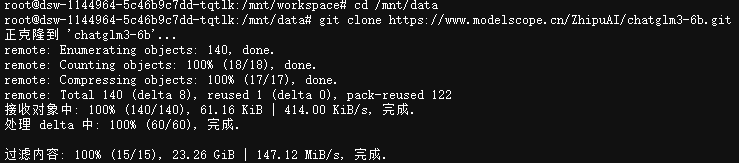 root@dsw-1144964-5c46b9c7dd-tqtlk:/mnt/workspace# cd /mnt/data
root@dsw-1144964-5c46b9c7dd-tqtlk:/mnt/data# git clone https://www.modelscope.cn/ZhipuAI/chatglm3-6b.git
正克隆到 'chatglm3-6b'...
remote: Enumerating objects: 140, done.
remote: Counting objects: 100% (18/18), done.
remote: Compressing objects: 100% (17/17), done.
remote: Total 140 (delta 8), reused 1 (delta 0), pack-reused 122
接收对象中: 100% (140/140), 61.16 KiB | 414.00 KiB/s, 完成.
处理 delta 中: 100% (60/60), 完成.
过滤内容: 100% (15/15), 23.26 GiB | 147.12 MiB/s, 完成.